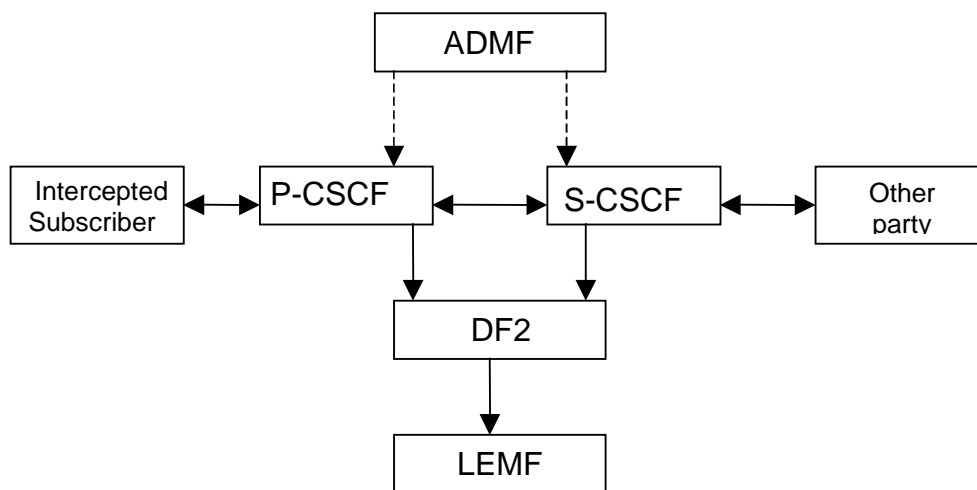 ADMF
Intercepted
Subscriber
P-CSCF
S-CSCF
Other
party
DF2
LEMF